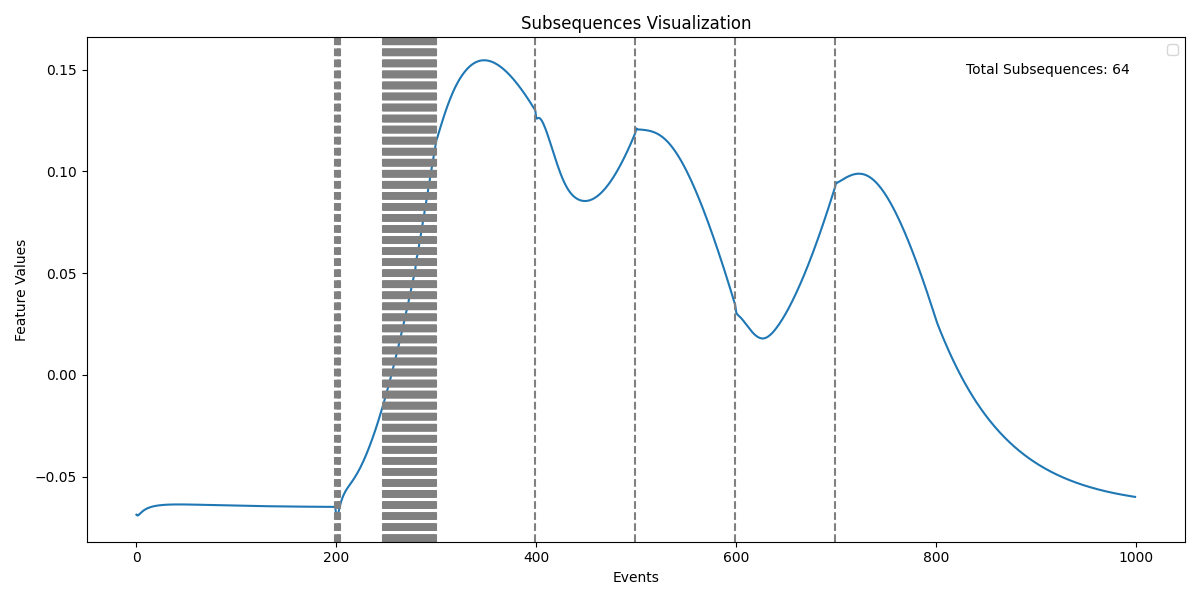 Subsequences Visualization
Total Subsequences: 64
Feature Values
0.15
0.10
0.05
0.00
−0.05
0
200
400
600
800
1000
Events